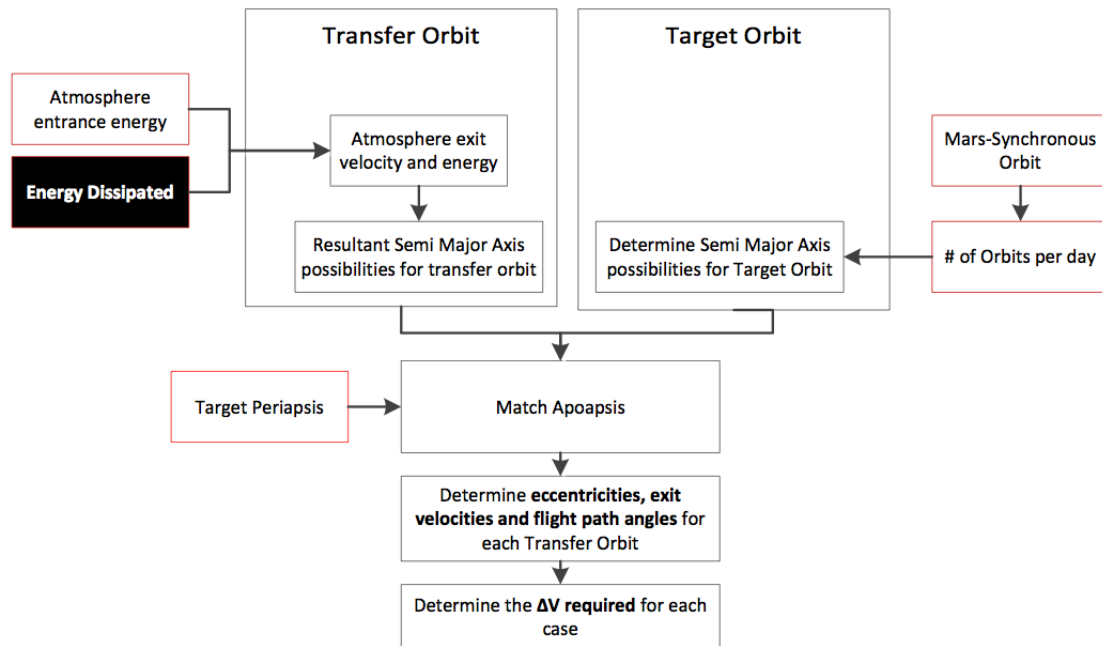 Transfer Orbit
Target Orbit
Atmosphere
entrance energy
Energy Dissipated
Atmosphere exit
velocity and energy
Resultant Semi Major Axis
possibilities for transfer orbit
Determine Semi Major Axis
possibilities for Target Orbit
Mars-Synchronous
Orbit
# of Orbits per day
Target Periapsis
Match Apoapsis
Determine eccentricities, exit
velocities and flight path angles for
each Transfer Orbit
Determine the ΔV required for each
case